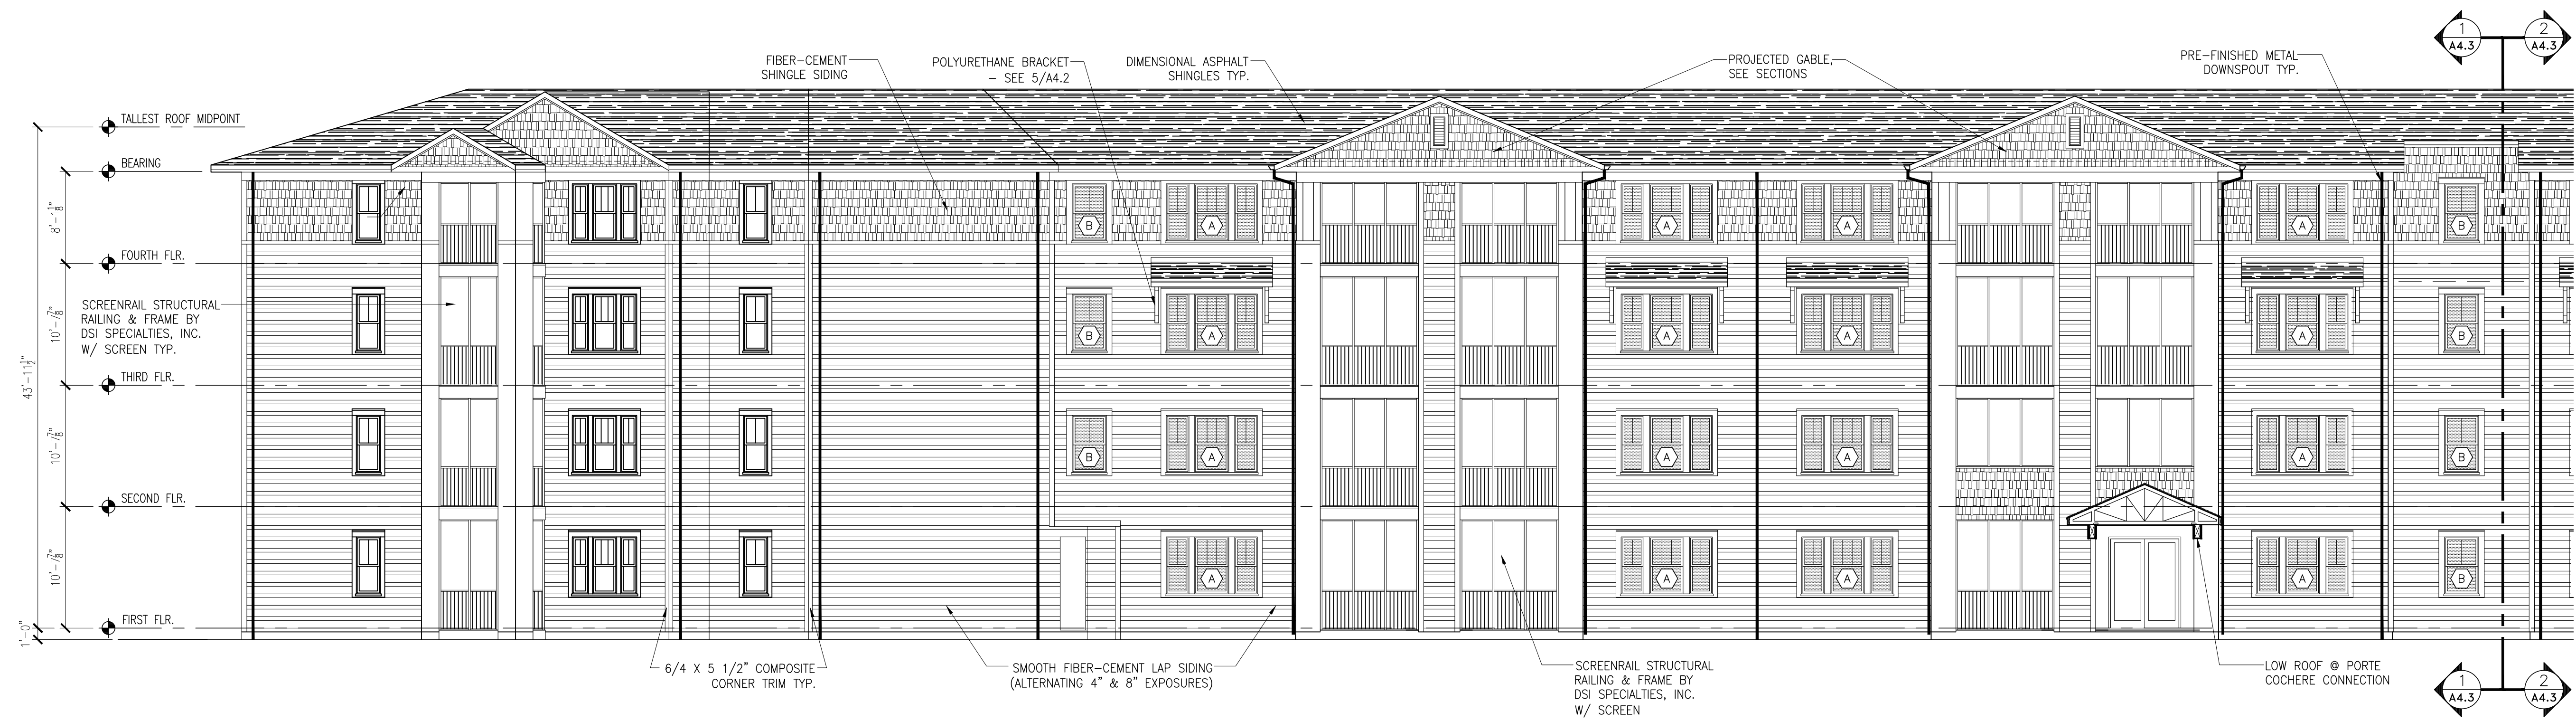 1
A4.3
2
A4.3
FIBER-CEMENT
SHINGLE SIDING
POLYURETHANE BRACKET
- SEE 5/A4.2
DIMENSIONAL ASPHALT
SHINGLES TYP.
PROJECTED GABLE,
SEE SECTIONS
PRE-FINISHED METAL
DOWNSPOUT TYP.
TALLEST ROOF MIDPOINT
BEARING
8'-1 1/8"
FOURTH FLR.
B
A
A
A
A
B
SCREENRAIL STRUCTURAL
RAILING & FRAME BY
DSI SPECIALTIES, INC.
W/ SCREEN TYP.
10'-7 7/8"
43'-11 1/2"
B
A
A
A
A
B
THIRD FLR.
10'-7 7/8"
B
A
A
A
A
B
SECOND FLR.
10'-7 7/8"
A
A
A
A
B
FIRST FLR.
1'-0"
6/4 X 5 1/2" COMPOSITE
CORNER TRIM TYP.
SMOOTH FIBER-CEMENT LAP SIDING
(ALTERNATING 4" & 8" EXPOSURES)
SCREENRAIL STRUCTURAL
RAILING & FRAME BY
DSI SPECIALTIES, INC.
W/ SCREEN
LOW ROOF @ PORTE
COCHERE CONNECTION
1
A4.3
2
A4.3